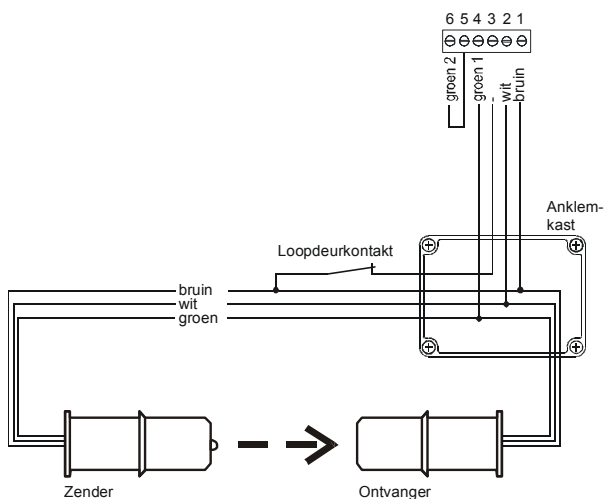 6 5 4 3 2 1
groen 2
groen 1
-
wit
bruin
Anklem-
kast
Loopdeurkontakt
bruin
wit
groen
Zender
Ontvanger